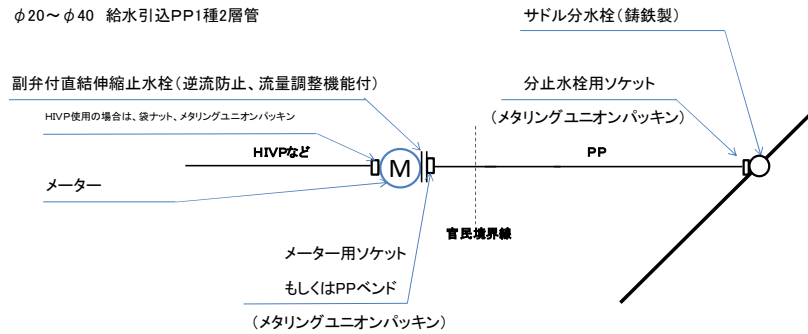 φ20～φ40 給水引込PP1種2層管
サドル分水栓(鋳鉄製)
副弁付直結伸縮止水栓(逆流防止、流量調整機能付)
分止水栓用ソケット
HIVP使用の場合は、袋ナット、メタリングユニオンパッキン
(メタリングユニオンパッキン)
HIVPなど
PP
M
メーター
官民境界線
メーター用ソケット
もしくはPPベンド
(メタリングユニオンパッキン)